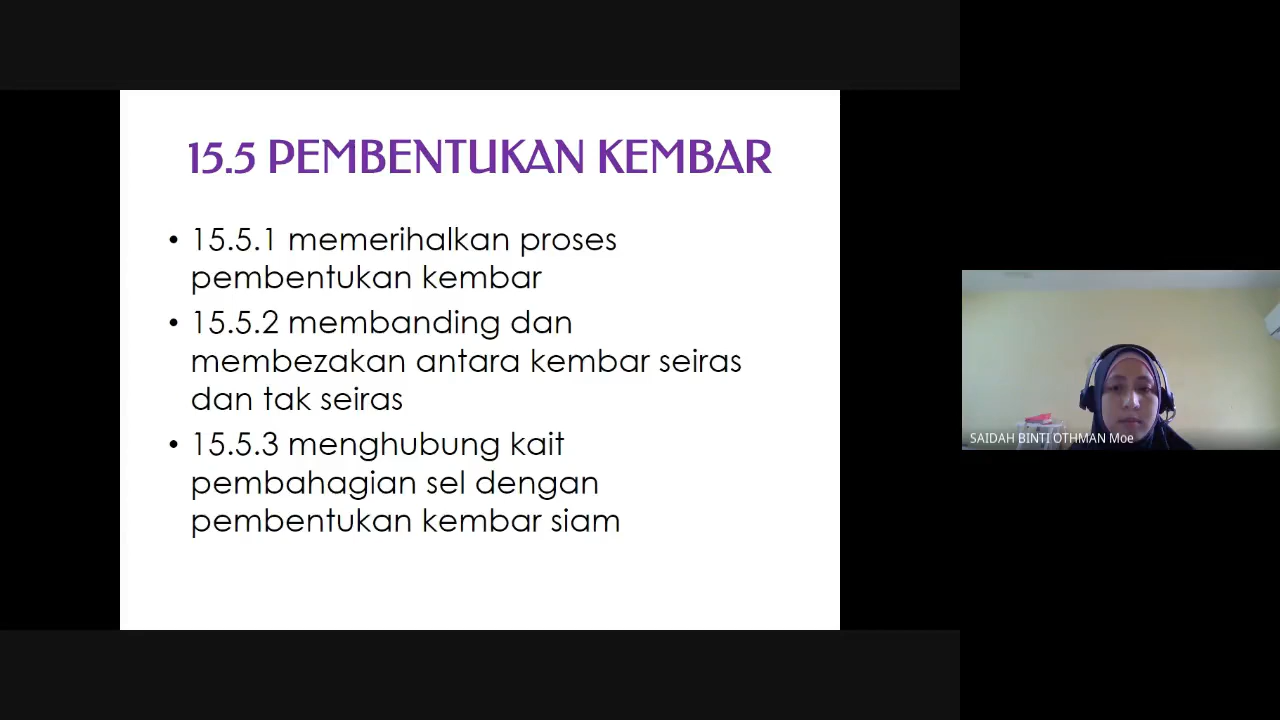 15.5 PEMBENTUKAN KEMBAR
• 15.5.1 memerihalkan proses
pembentukan kembar
• 15.5.2 membanding dan
membezakan antara kembar seiras
dan tak seiras
• 15.5.3 menghubung kait
pembahagian sel dengan
pembentukan kembar siam
SAIDAH BINTI OTHMAN Moe